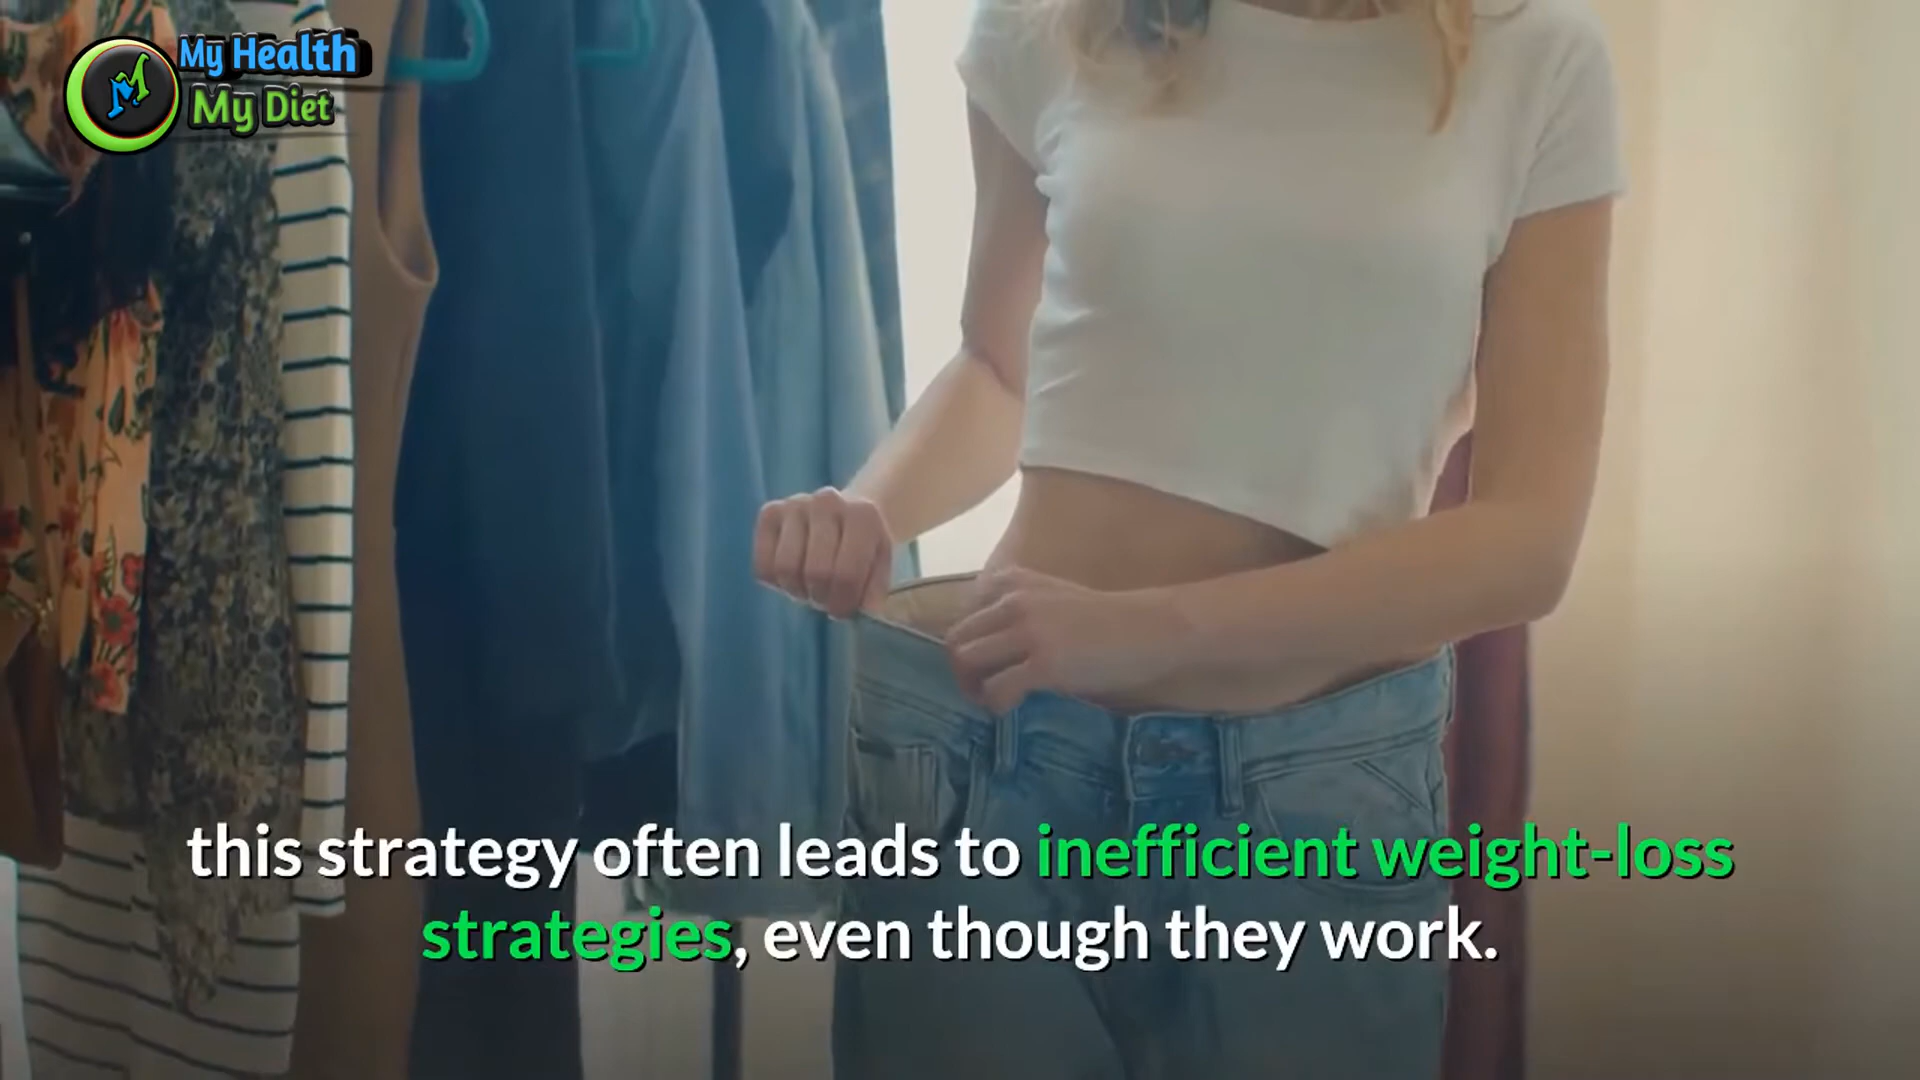 My Health
My Diet
this strategy often leads to inefficient weight-loss
strategies, even though they work.